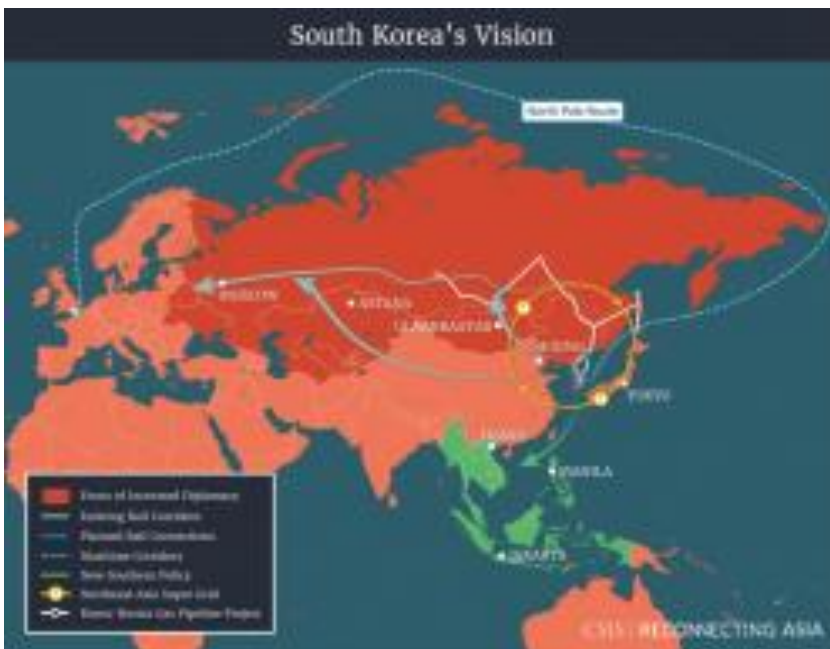 South Korea's Vision
North Pole Route
MOSCOW
ASTANA
ULAANBAATAR
BEIJING
TOKYO
HANOI
MANILA
JAKARTA
Areas of Increased Diplomacy
Existing Rail Corridors
Planned Rail Connections
Maritime Corridors
New Southern Policy
Northeast Asia Super Grid
Korea-Russia Gas Pipeline Project
CSIS | RECONNECTING ASIA